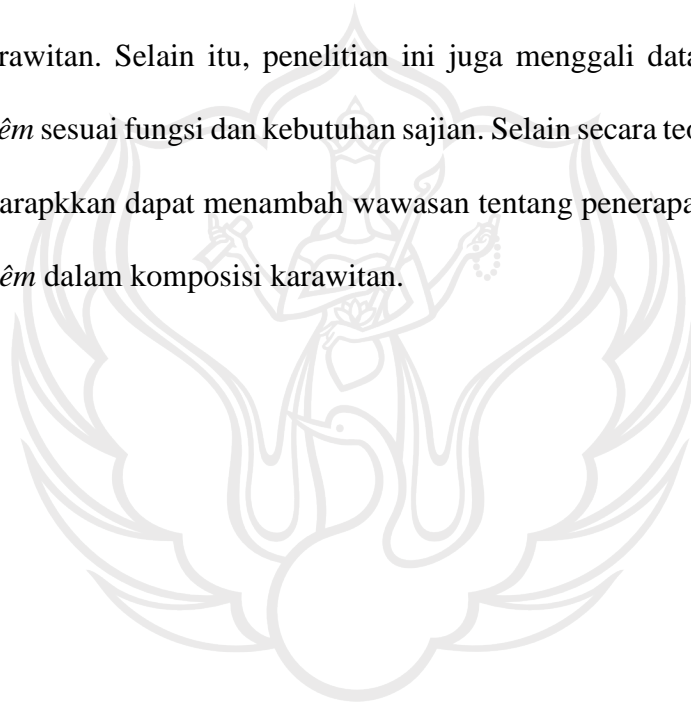 rawitan. Selain itu, penelitian ini juga menggali data
êm sesuai fungsi dan kebutuhan sajian. Selain secara teo
arapkkan dapat menambah wawasan tentang penerapa
êm dalam komposisi karawitan.